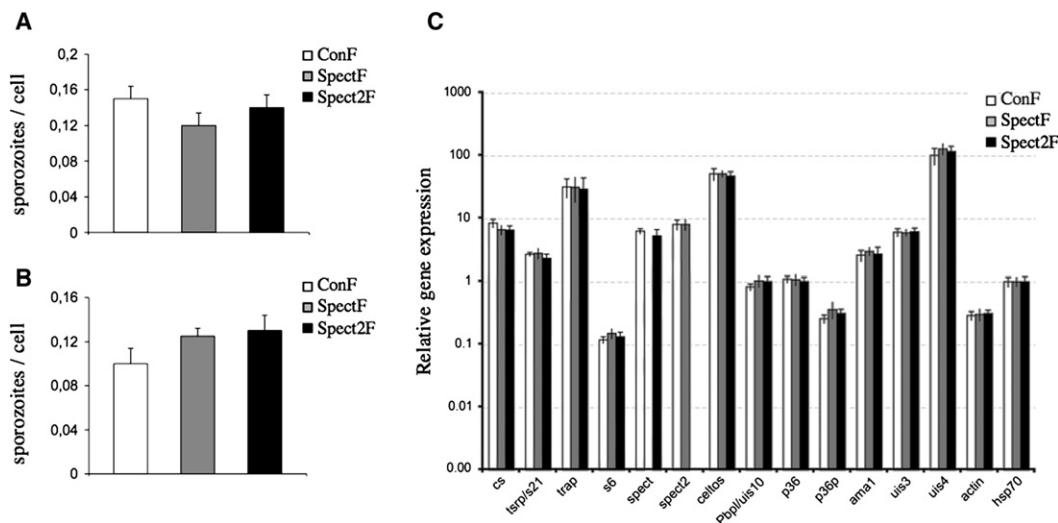 A
0,2
0,16
0,12
0,08
0,04
0
sporozoites / cell
ConF
SpectF
Spect2F
B
0,16
0,12
0,08
0,04
0
sporozoites / cell
ConF
SpectF
Spect2F
C
1000
100
10
1
0.1
0.01
0.00
Relative gene expression
ConF
SpectF
Spect2F
cs
tsrp/s21
trap
s6
spect
spect2
celtos
Pbpl/uis10
p36
p36p
ama1
uis3
uis4
actin
hsp70